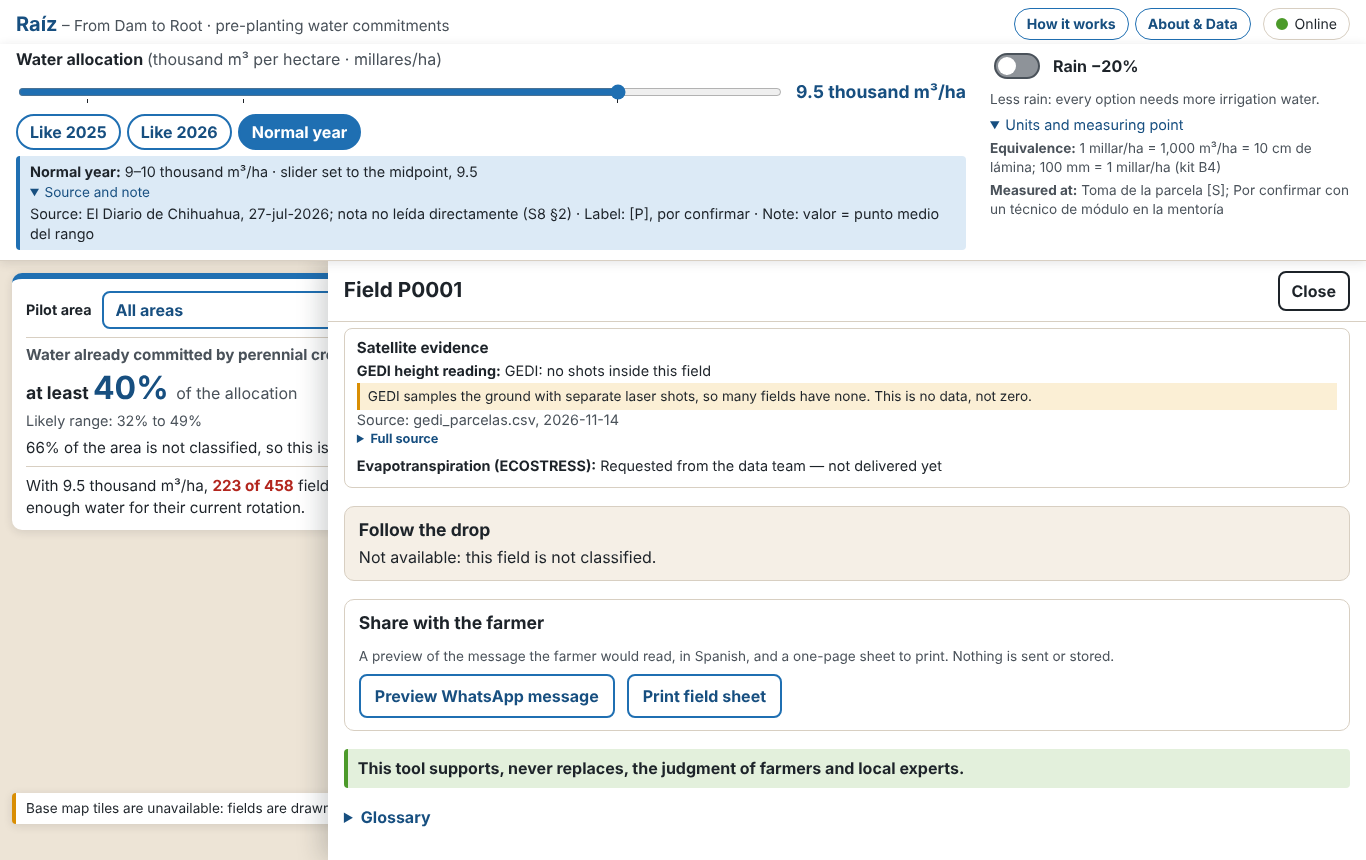 Raíz – From Dam to Root · pre-planting water commitments
How it works
About & Data
Online
Water allocation (thousand m³ per hectare · millares/ha)
9.5 thousand m³/ha
Like 2025
Like 2026
Normal year
Normal year: 9–10 thousand m³/ha · slider set to the midpoint, 9.5
▼ Source and note
Source: El Diario de Chihuahua, 27-jul-2026; nota no leída directamente (S8 §2) · Label: [P], por confirmar · Note: valor = punto medio
del rango
Rain −20%
Less rain: every option needs more irrigation water.
▼ Units and measuring point
Equivalence: 1 millar/ha = 1,000 m³/ha = 10 cm de
lámina; 100 mm = 1 millar/ha (kit B4)
Measured at: Toma de la parcela [S]; Por confirmar con
un técnico de módulo en la mentoría
Pilot area
All areas
Water already committed by perennial
at least 40% of the allocation
Likely range: 32% to 49%
66% of the area is not classified, so this is
With 9.5 thousand m³/ha, 223 of 458 field
enough water for their current rotation.
Base map tiles are unavailable: fields are drawn
Field P0001
Close
Satellite evidence
GEDI height reading: GEDI: no shots inside this field
GEDI samples the ground with separate laser shots, so many fields have none. This is no data, not zero.
Source: gedi_parcelas.csv, 2026-11-14
▶ Full source
Evapotranspiration (ECOSTRESS): Requested from the data team — not delivered yet
Follow the drop
Not available: this field is not classified.
Share with the farmer
A preview of the message the farmer would read, in Spanish, and a one-page sheet to print. Nothing is sent or stored.
Preview WhatsApp message
Print field sheet
This tool supports, never replaces, the judgment of farmers and local experts.
▶ Glossary